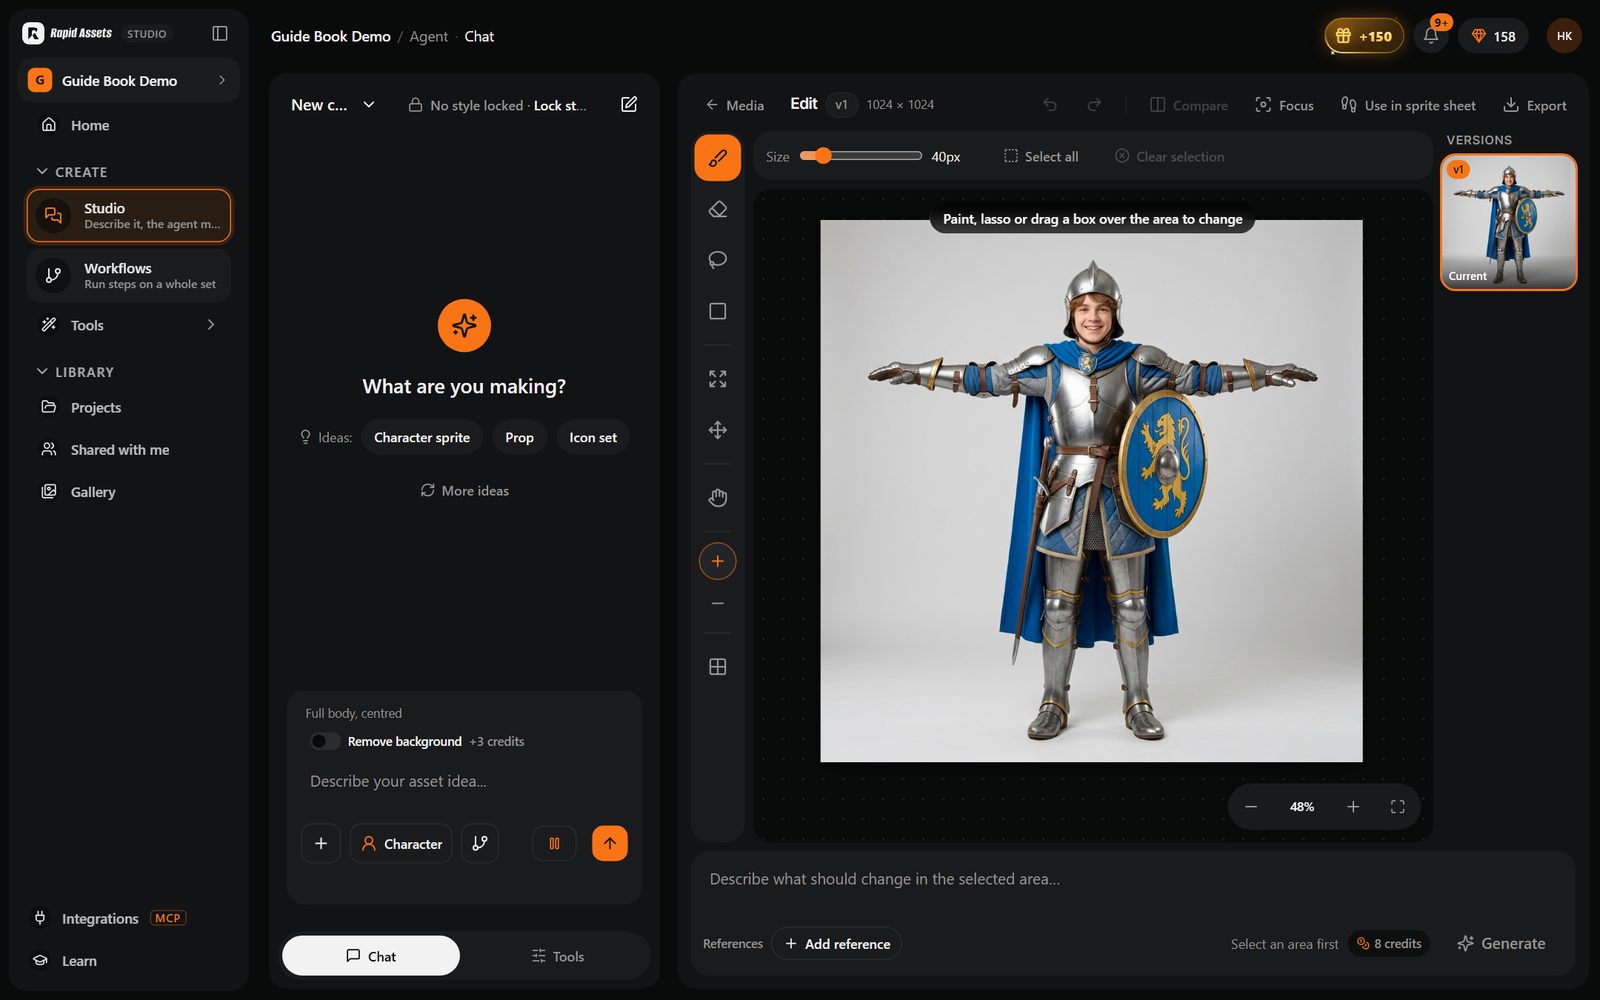 Rapid Assets
STUDIO
G
Guide Book Demo
Home
CREATE
Studio
Describe it, the agent m...
Workflows
Run steps on a whole set
Tools
LIBRARY
Projects
Shared with me
Gallery
Integrations
MCP
Learn
Guide Book Demo / Agent · Chat
+150
9+
158
HK
New c...
No style locked · Lock st...
What are you making?
Ideas:
Character sprite
Prop
Icon set
More ideas
Full body, centred
Remove background +3 credits
Describe your asset idea...
Character
Chat
Tools
Media
Edit
v1
1024 × 1024
Compare
Focus
Use in sprite sheet
Export
Size
40px
Select all
Clear selection
Paint, lasso or drag a box over the area to change
48%
VERSIONS
v1
Current
Describe what should change in the selected area...
References
Add reference
Select an area first
8 credits
Generate